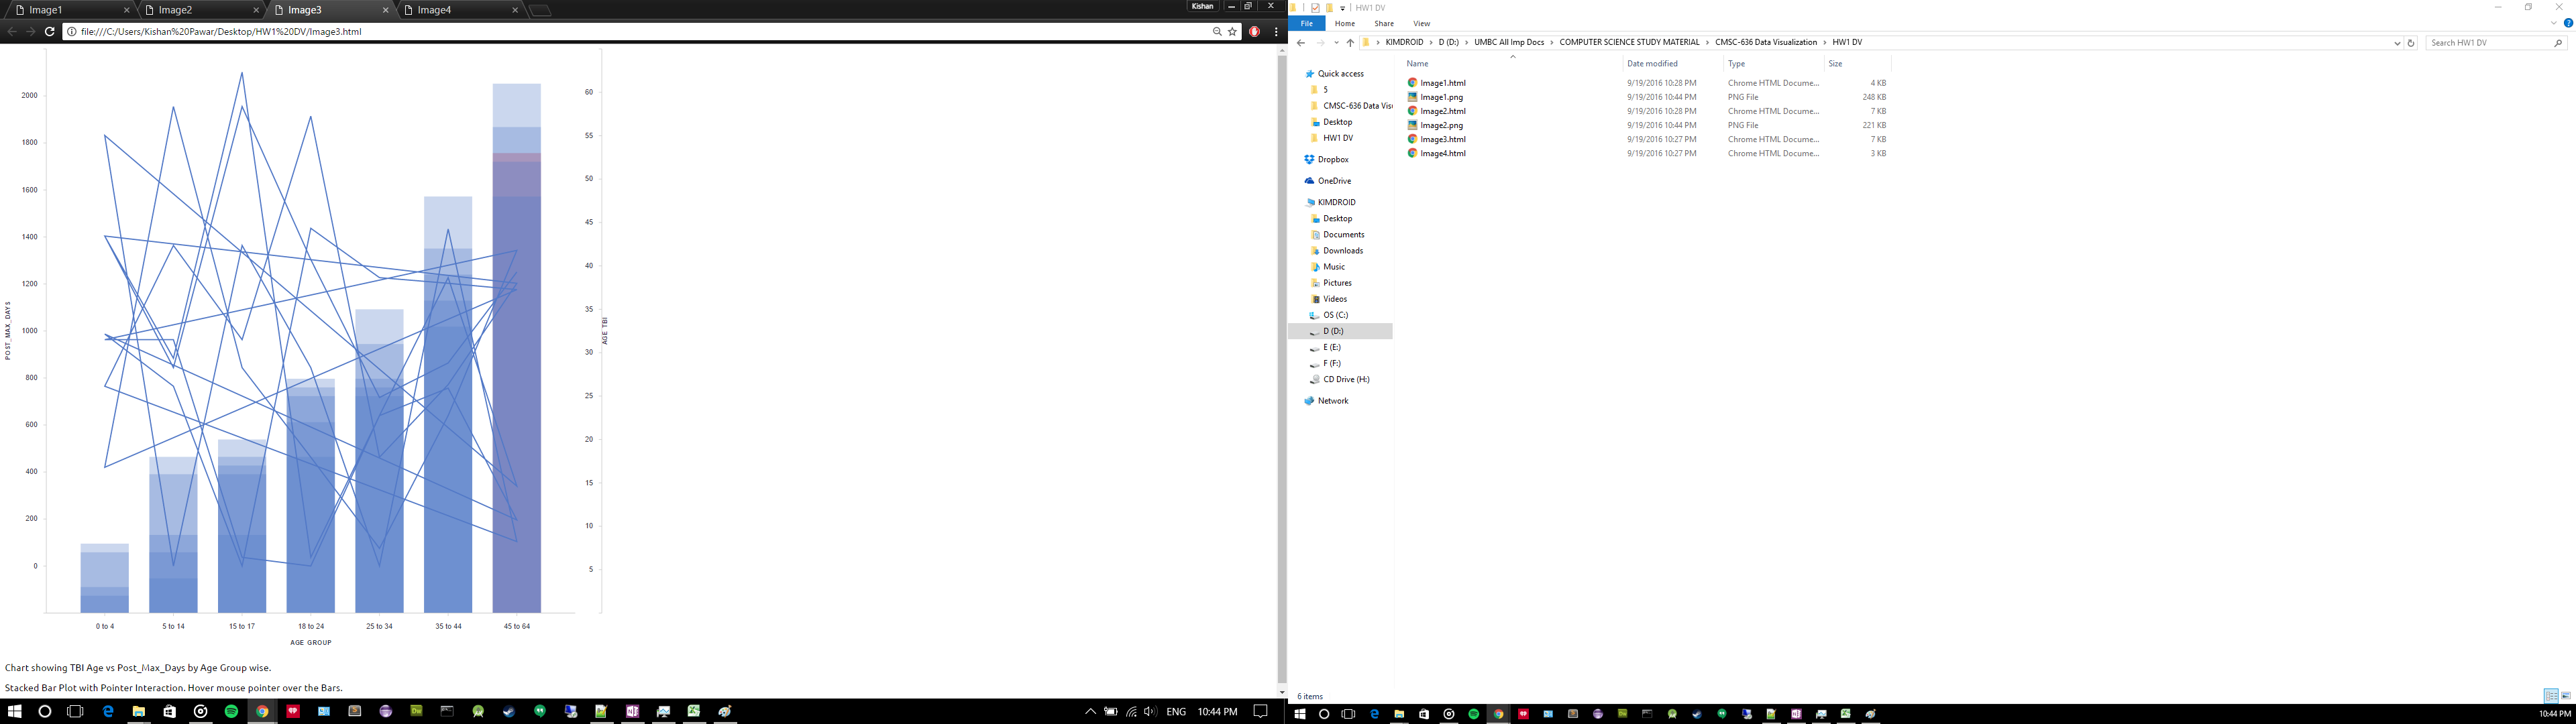 Image1
Image2
Image3
Image4
Kishan
file:///C:/Users/Kishan%20Pawar/Desktop/HW1%20DV/Image3.html
2000
1800
1600
1400
1200
1000
800
600
400
200
0
POST_MAX_DAYS
60
55
50
45
40
35
30
25
20
15
10
5
AGE TBI
0 to 4 5 to 14 15 to 17 18 to 24 25 to 34 35 to 44 45 to 64
AGE GROUP
Chart showing TBI Age vs Post_Max_Days by Age Group wise.
Stacked Bar Plot with Pointer Interaction. Hover mouse pointer over the Bars.
ENG 10:44 PM
HW1 DV
File Home Share View
KIMDROID D (D:) UMBC All Imp Docs COMPUTER SCIENCE STUDY MATERIAL CMSC-636 Data Visualization HW1 DV
Search HW1 DV
Quick access
5
CMSC-636 Data Visu
Desktop
HW1 DV
Dropbox
OneDrive
KIMDROID
Desktop
Documents
Downloads
Music
Pictures
Videos
OS (C:)
D (D:)
E (E:)
F (F:)
CD Drive (H:)
Network
Name Date modified Type Size
Image1.html 9/19/2016 10:28 PM Chrome HTML Docume... 4 KB
Image1.png 9/19/2016 10:44 PM PNG File 248 KB
Image2.html 9/19/2016 10:28 PM Chrome HTML Docume... 7 KB
Image2.png 9/19/2016 10:44 PM PNG File 221 KB
Image3.html 9/19/2016 10:27 PM Chrome HTML Docume... 7 KB
Image4.html 9/19/2016 10:27 PM Chrome HTML Docume... 3 KB
6 items
10:44 PM